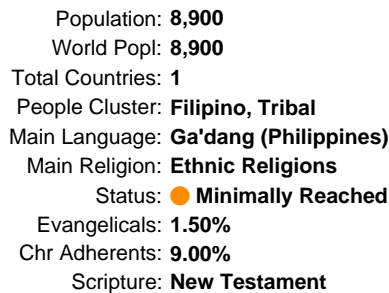 Population: 8,900
World Popl: 8,900
Total Countries: 1
People Cluster: Filipino, Tribal
Main Language: Ga'dang (Philippines)
Main Religion: Ethnic Religions
Status: Minimally Reached
Evangelicals: 1.50%
Chr Adherents: 9.00%
Scripture: New Testament